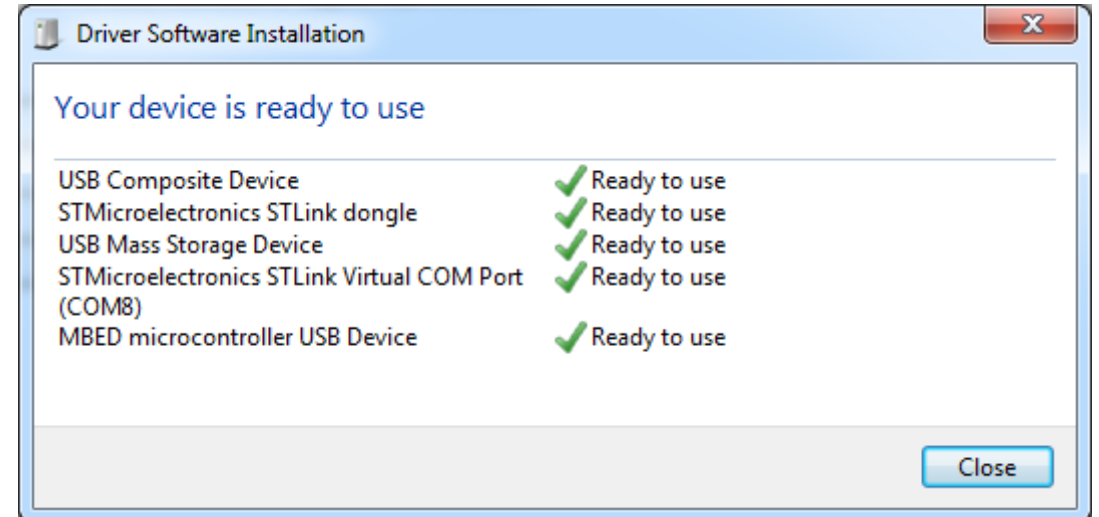 Driver Software Installation
Your device is ready to use
USB Composite Device Ready to use
STMicroelectronics STLink dongle Ready to use
USB Mass Storage Device Ready to use
STMicroelectronics STLink Virtual COM Port Ready to use
(COM8)
MBED microcontroller USB Device Ready to use
Close